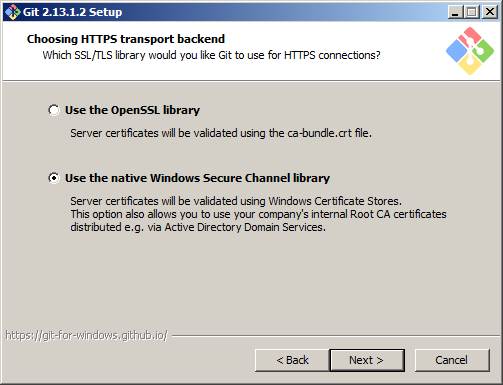 Git 2.13.1.2 Setup
Choosing HTTPS transport backend
Which SSL/TLS library would you like Git to use for HTTPS connections?
Use the OpenSSL library
Server certificates will be validated using the ca-bundle.crt file.
Use the native Windows Secure Channel library
Server certificates will be validated using Windows Certificate Stores.
This option also allows you to use your company's internal Root CA certificates
distributed e.g. via Active Directory Domain Services.
https://git-for-windows.github.io/
< Back Next > Cancel